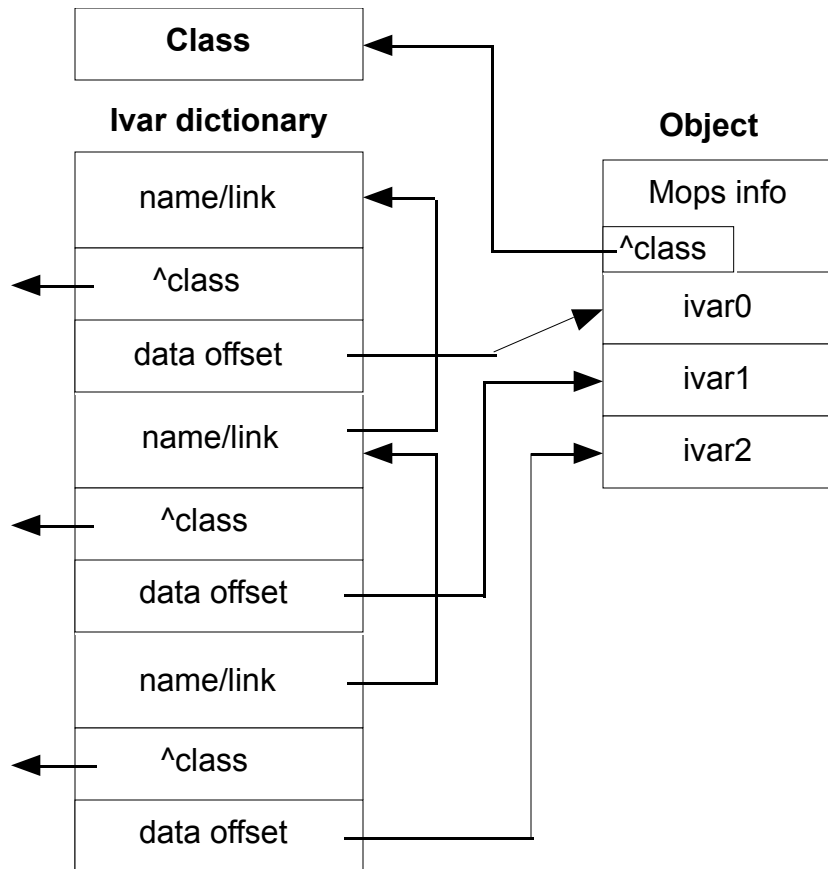 Class
Ivar dictionary
name/link
^class
data offset
name/link
^class
data offset
name/link
^class
data offset
Object
Mops info
^class
ivar0
ivar1
ivar2